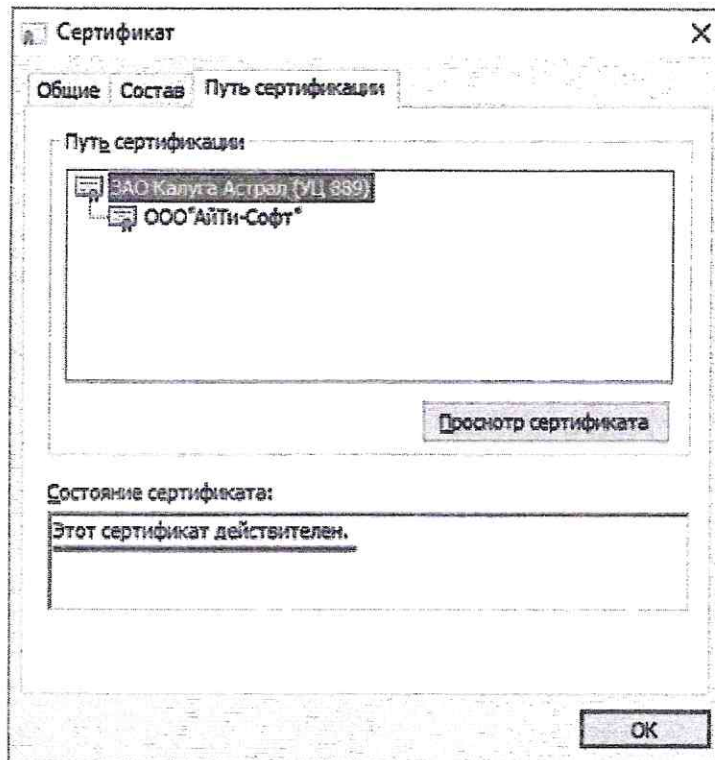 Сертификат
Общие Состав Путь сертификации
Путь сертификации
ЗАО Калуга Астрал (УЦ 889)
ООО"АйТи-Софт"
Просмотр сертификата
Состояние сертификата:
Этот сертификат действителен.
ОК